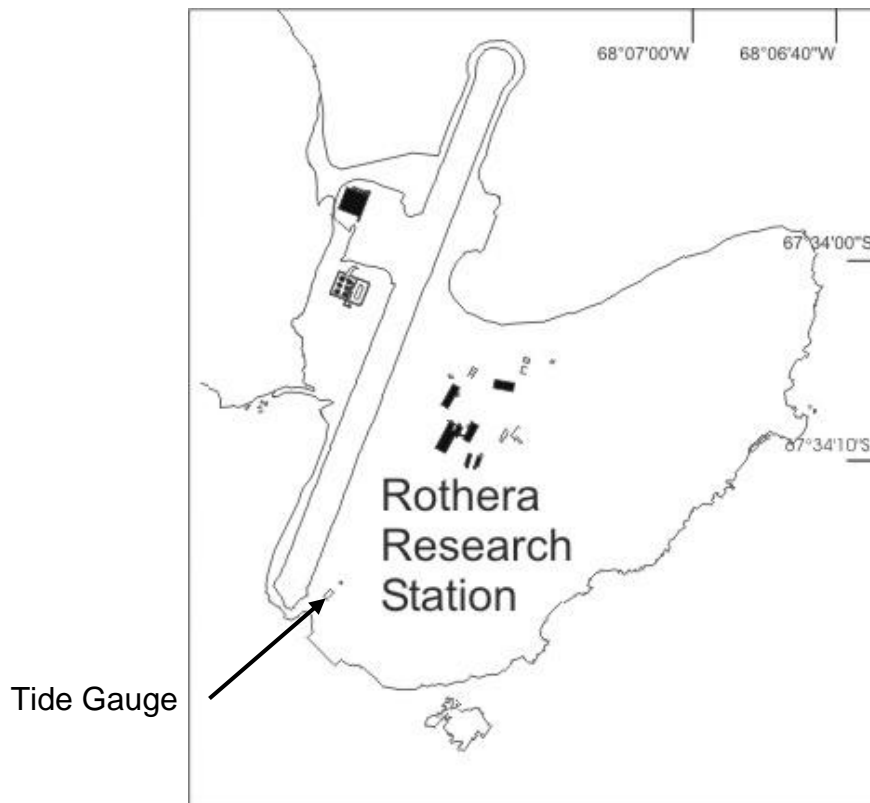 68°07'00"W
68°06'40"W
67°34'00"S
67°34'10"S
Rothera
Research
Station
Tide Gauge